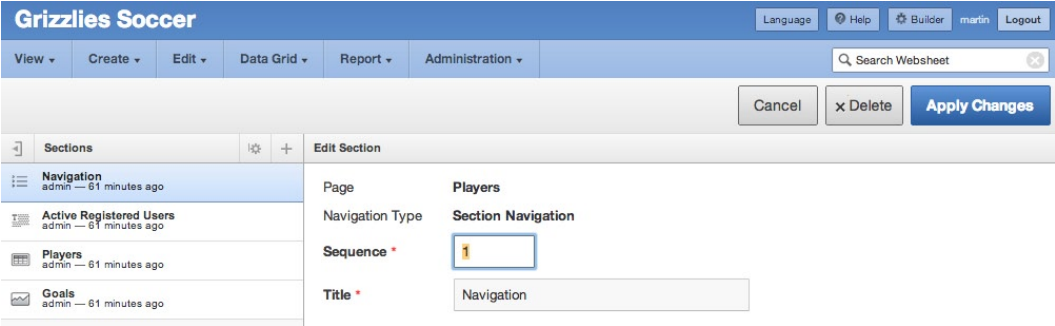 Grizzlies Soccer
Language Help Builder martin Logout
View Create Edit Data Grid Report Administration Search Websheet
Cancel x Delete Apply Changes
Sections Edit Section
Navigation
admin — 61 minutes ago
Active Registered Users
admin — 61 minutes ago
Players
admin — 61 minutes ago
Goals
admin — 61 minutes ago
Page Players
Navigation Type Section Navigation
Sequence * 1
Title * Navigation